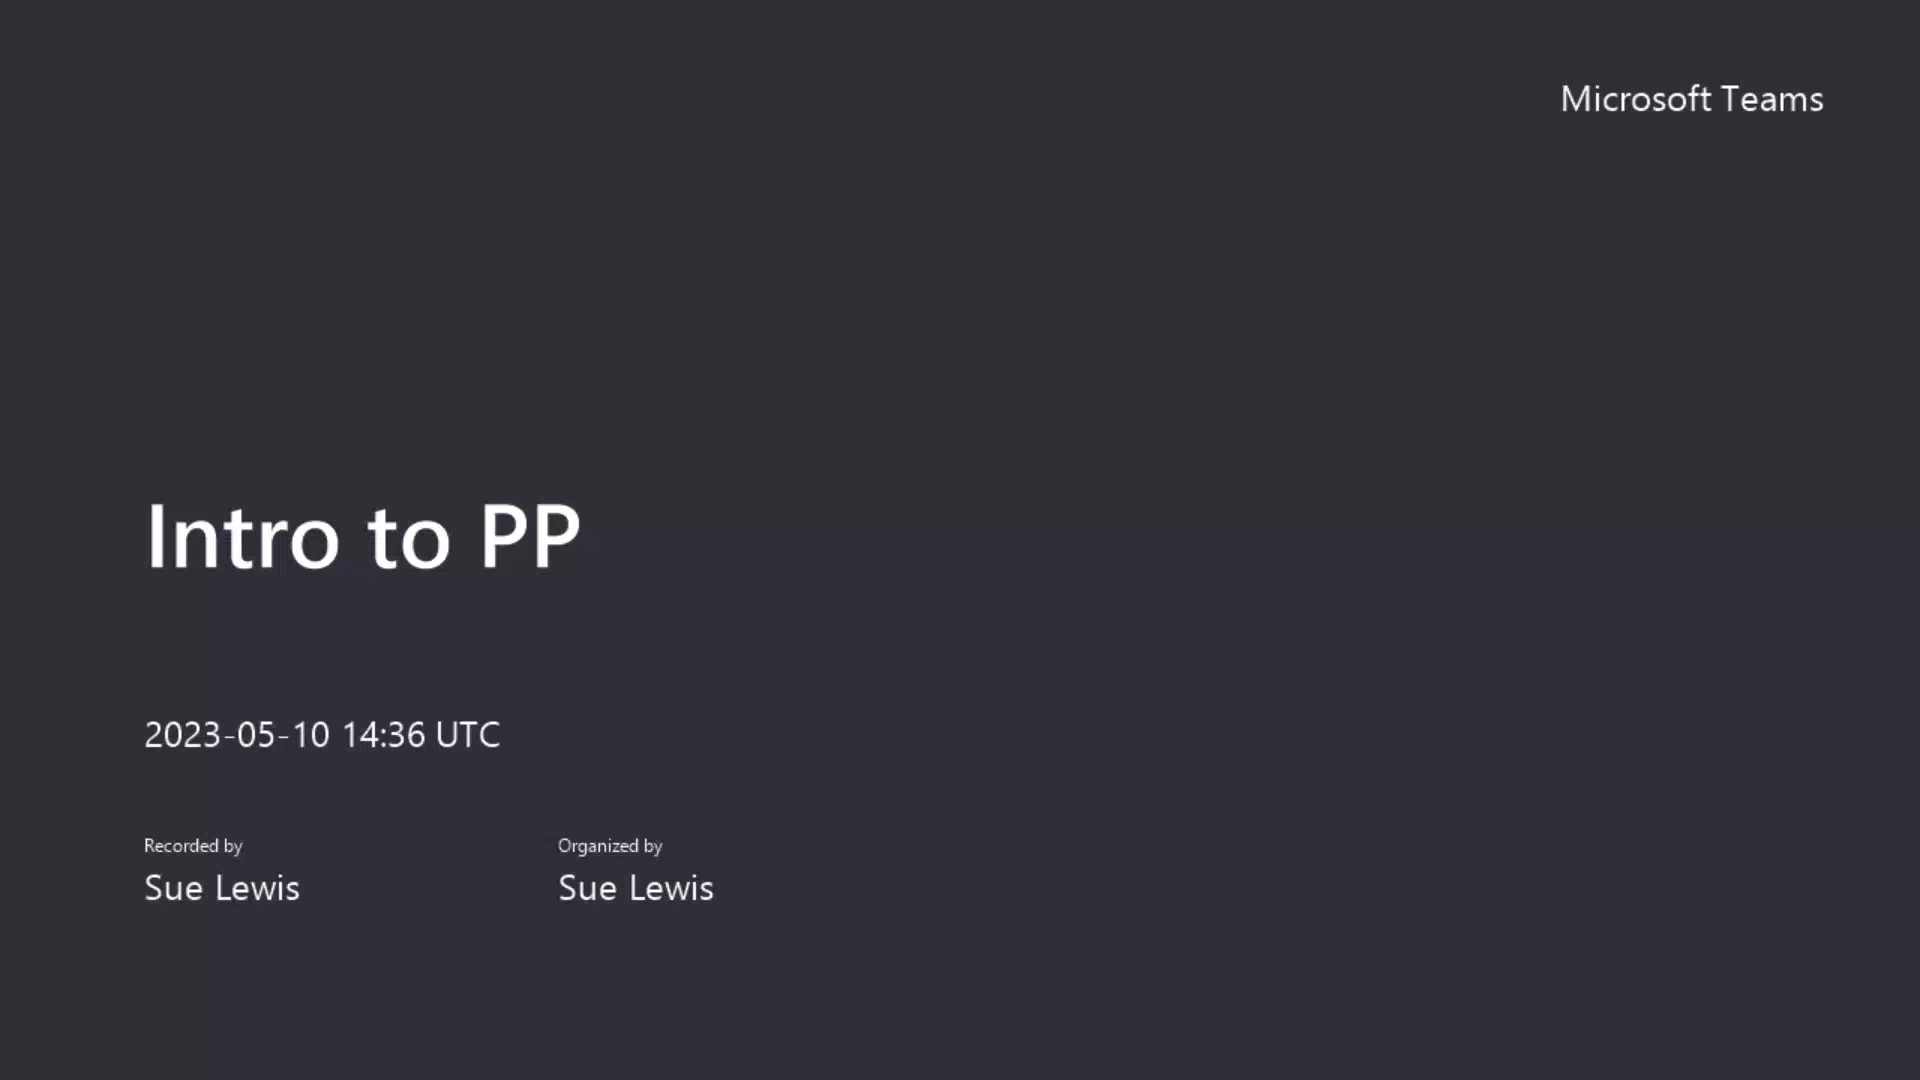 Microsoft Teams
Intro to PP
2023-05-10 14:36 UTC
Recorded by
Sue Lewis
Organized by
Sue Lewis